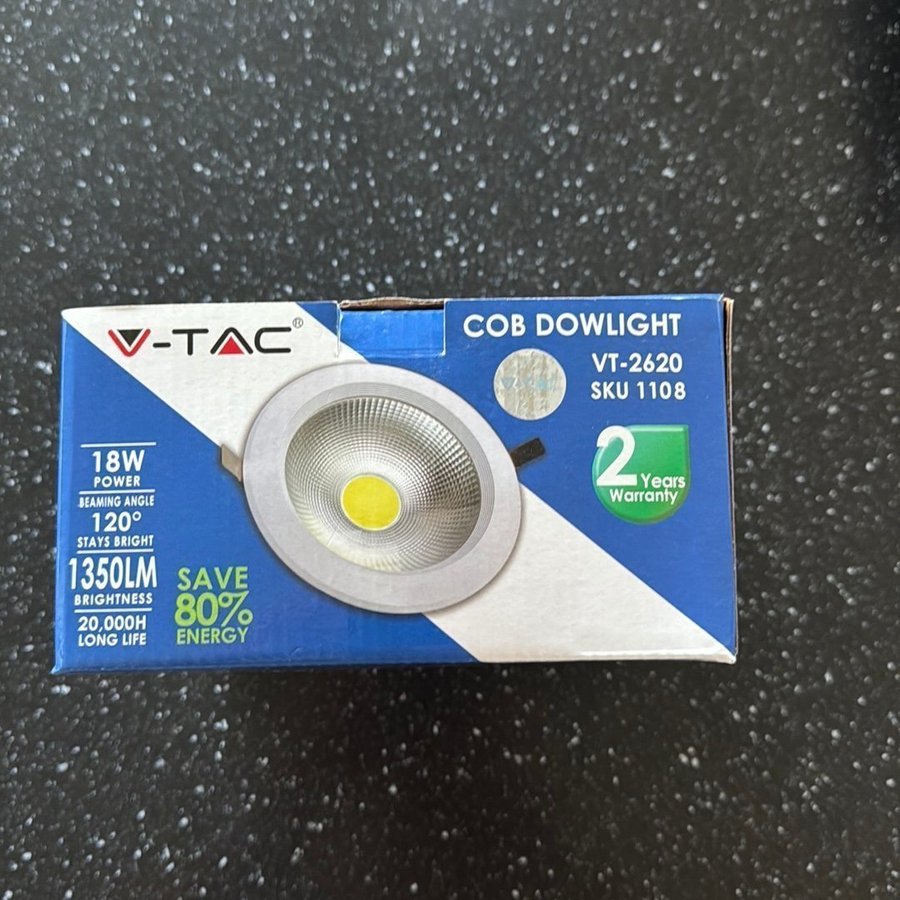 V-TAC®
COB DOWLIGHT
VT-2620
SKU 1108
2 Years
Warranty
18W
POWER
BEAMING ANGLE
120°
STAYS BRIGHT
1350LM
BRIGHTNESS
20,000H
LONG LIFE
SAVE
80%
ENERGY